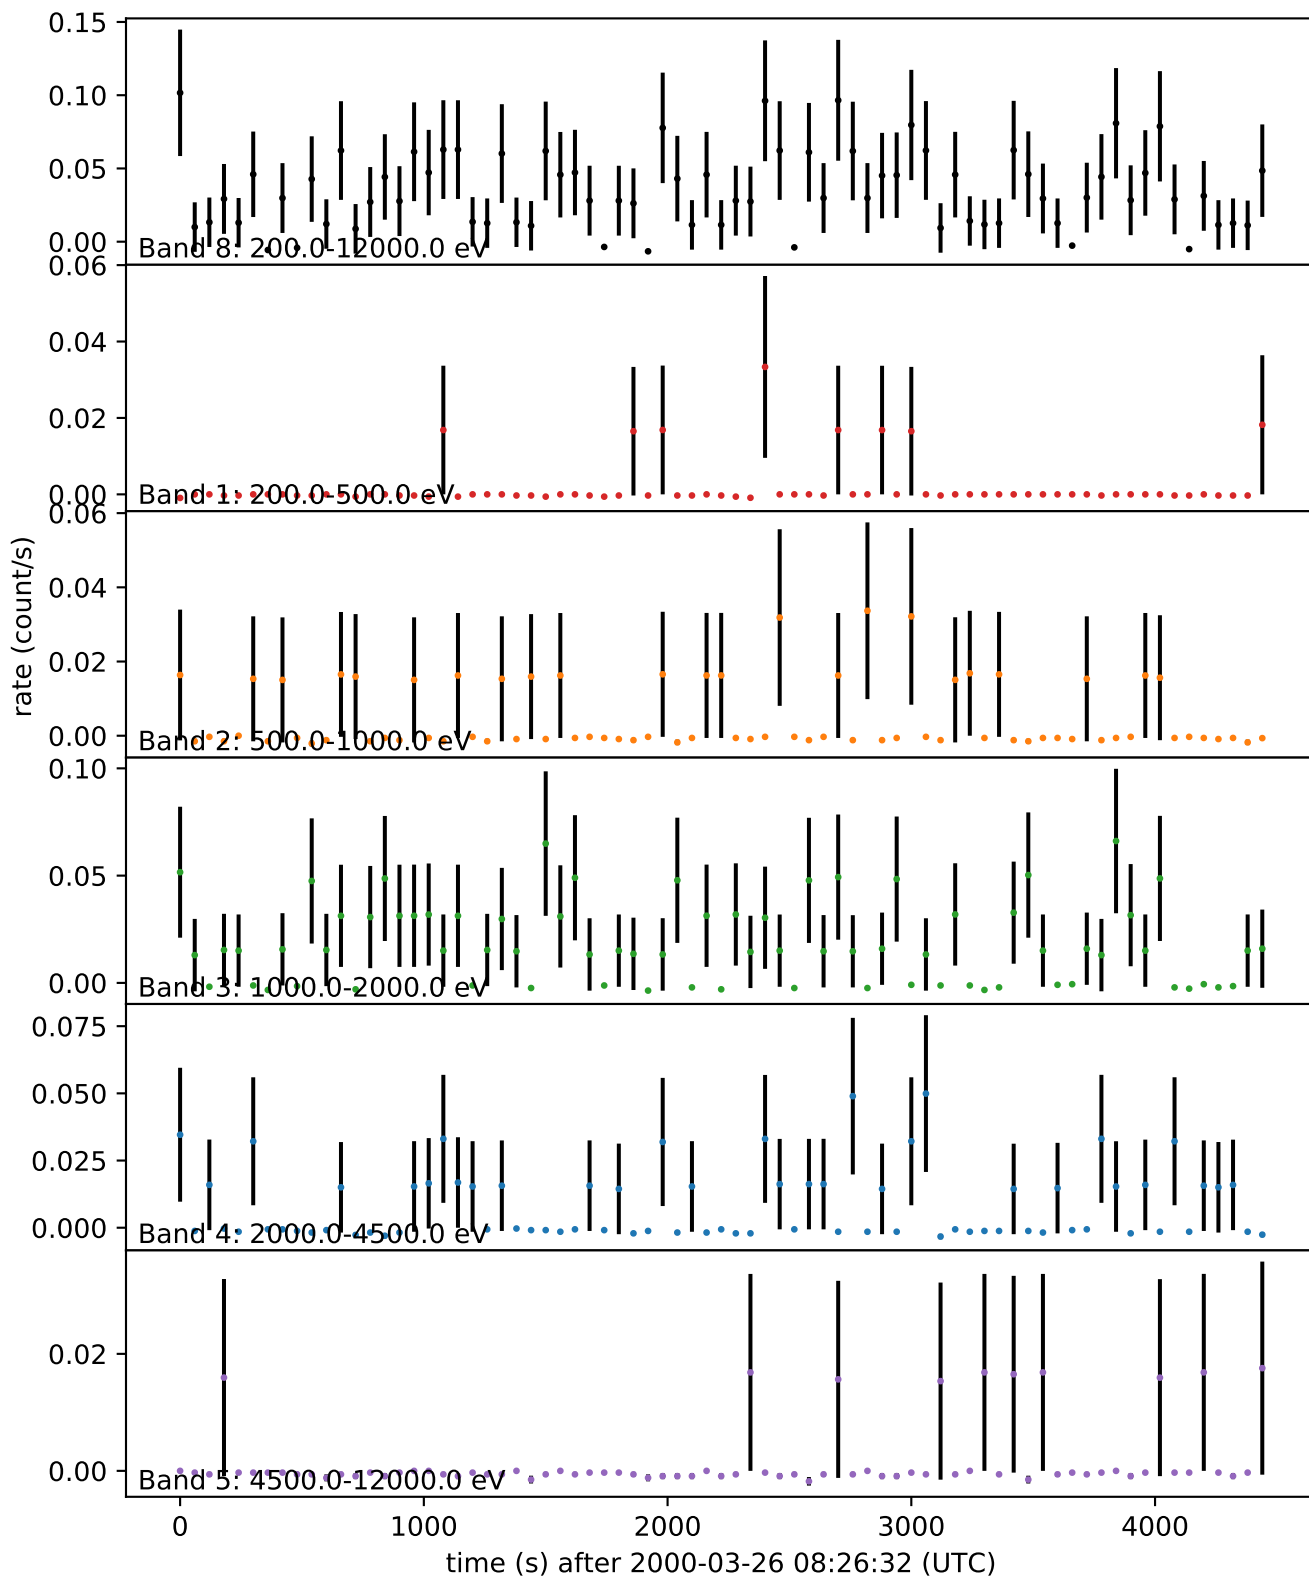 0.15
0.10
0.05
0.00
Band 8: 200.0-12000.0 eV
0.06
0.04
0.02
0.00
Band 1: 200.0-500.0 eV
0.06
0.04
0.02
0.00
Band 2: 500.0-1000.0 eV
rate (count/s)
0.10
0.05
0.00
Band 3: 1000.0-2000.0 eV
0.075
0.050
0.025
0.000
Band 4: 2000.0-4500.0 eV
0.02
0.00
Band 5: 4500.0-12000.0 eV
0 1000 2000 3000 4000
time (s) after 2000-03-26 08:26:32 (UTC)